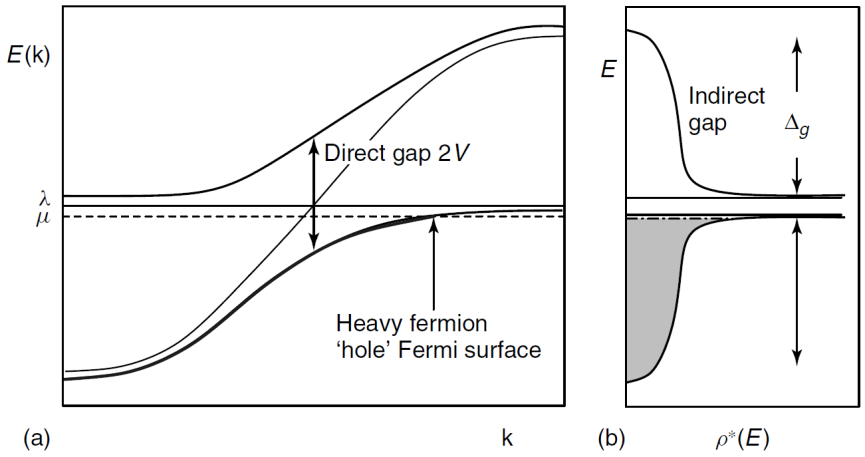 E(k)
λ
μ
Direct gap 2V
Heavy fermion
‘hole’ Fermi surface
(a)
k
E
Indirect
gap
Δg
(b)
ρ*(E)